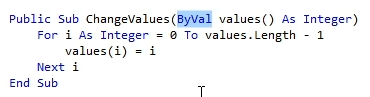 Public Sub ChangeValues(ByVal values() As Integer)
    For i As Integer = 0 To values.Length - 1
        values(i) = i
    Next i
End Sub